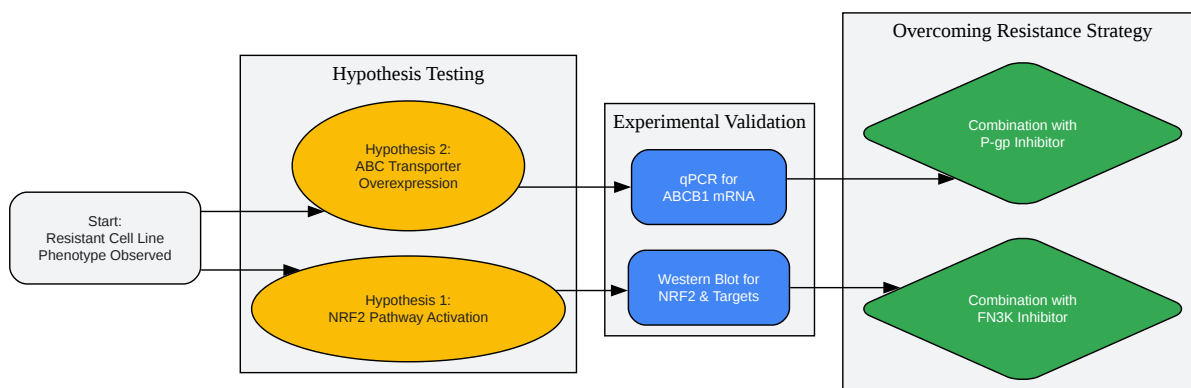 Overcoming Resistance Strategy
Hypothesis Testing
Experimental Validation
Start:
Resistant Cell Line
Phenotype Observed
Hypothesis 2:
ABC Transporter
Overexpression
qPCR for
ABCB1 mRNA
Combination with
P-gp Inhibitor
Hypothesis 1:
NRF2 Pathway Activation
Western Blot for
NRF2 & Targets
Combination with
FN3K Inhibitor